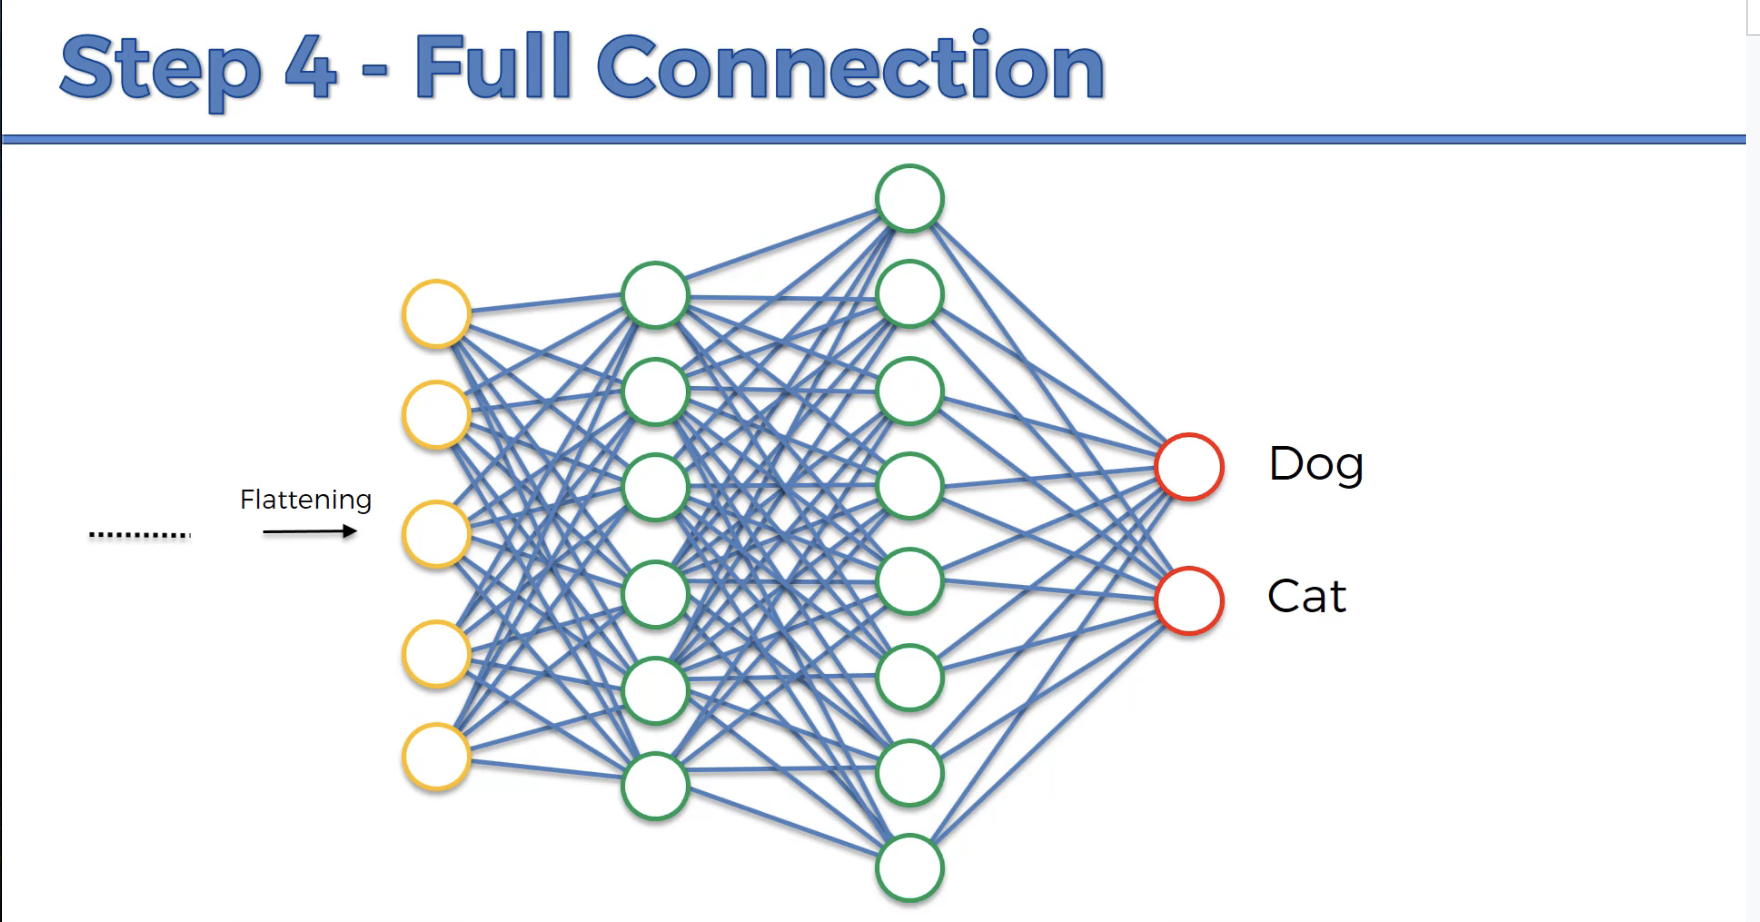 Step 4 - Full Connection
Flattening
Dog
Cat